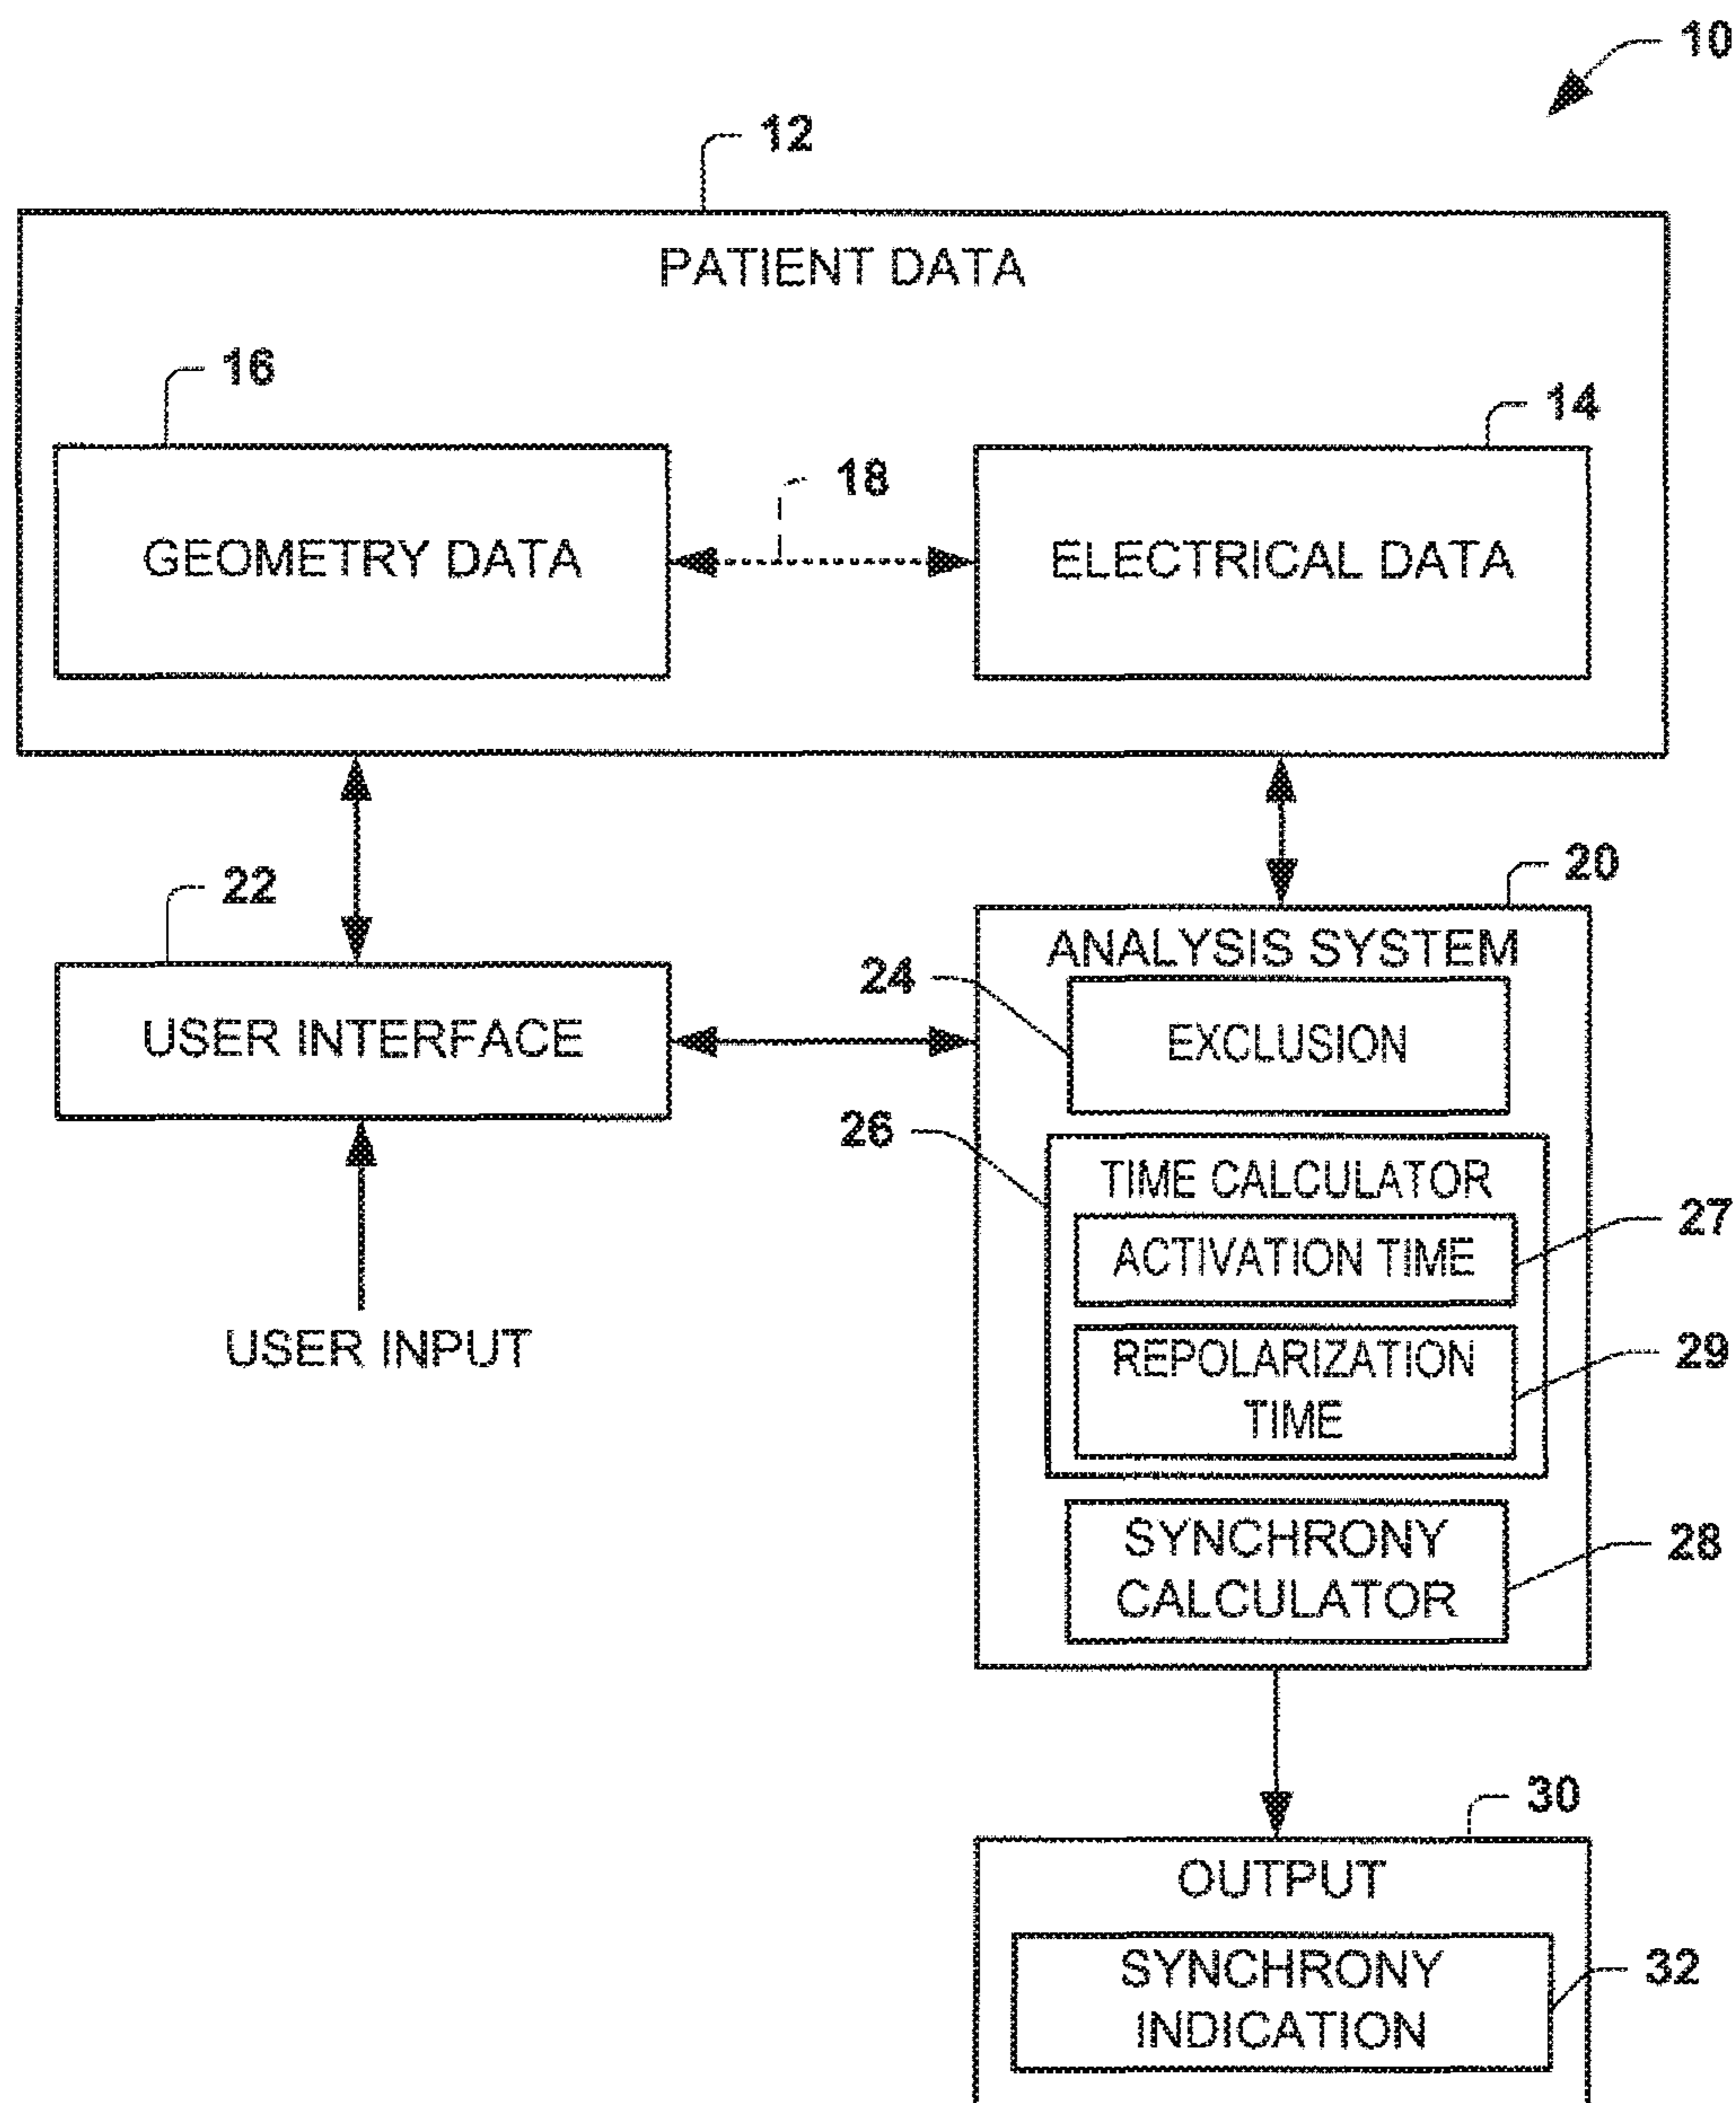 10
12
PATIENT DATA
16
14
18
GEOMETRY DATA
ELECTRICAL DATA
22
20
ANALYSIS SYSTEM
24
USER INTERFACE
EXCLUSION
26
TIME CALCULATOR
27
ACTIVATION TIME
USER INPUT
REPOLARIZATION
TIME
29
SYNCHRONY
CALCULATOR
28
30
OUTPUT
SYNCHRONY
INDICATION
32